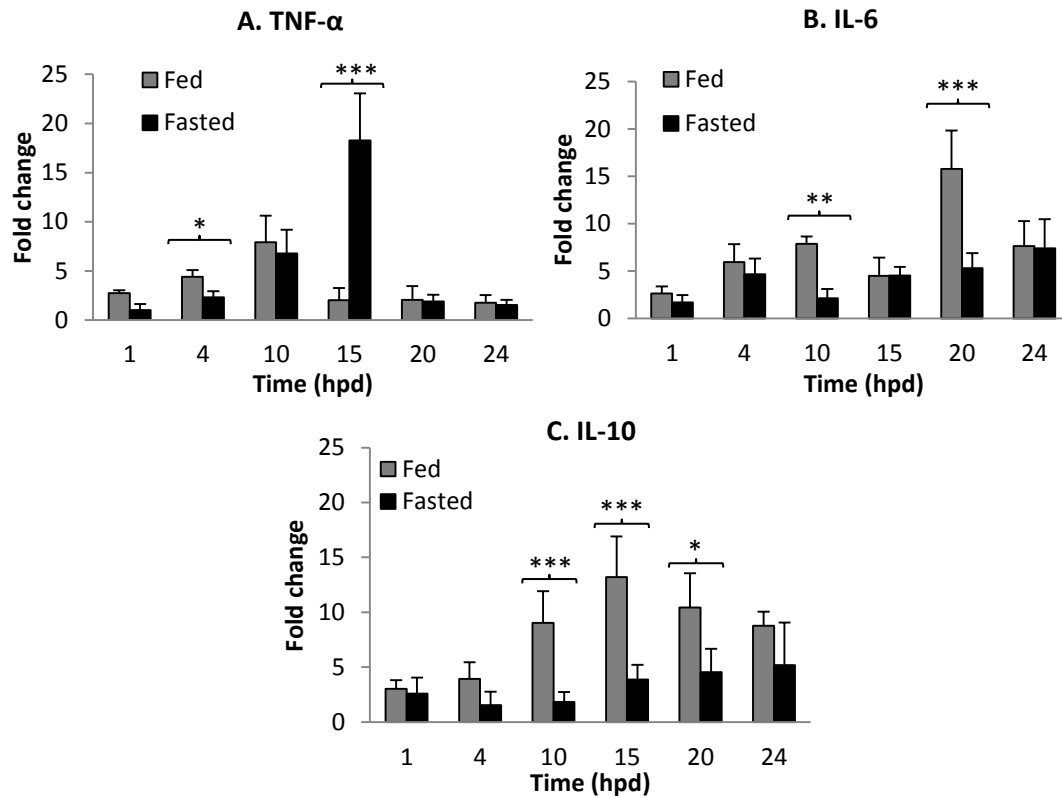 A. TNF-α
Fed
Fasted
*
***
Fold change
25
20
15
10
5
0
1 4 10 15 20 24
Time (hpd)
B. IL-6
Fed
Fasted
**
***
Fold change
25
20
15
10
5
0
1 4 10 15 20 24
Time (hpd)
C. IL-10
Fed
Fasted
***
***
*
Fold change
25
20
15
10
5
0
1 4 10 15 20 24
Time (hpd)